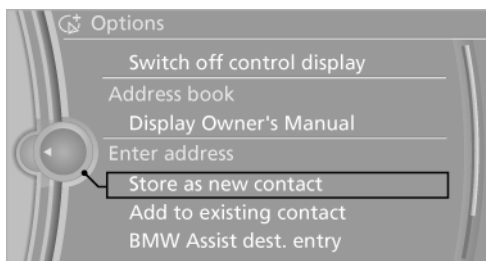 Options
Switch off control display
Address book
Display Owner's Manual
Enter address
Store as new contact
Add to existing contact
BMW Assist dest. entry